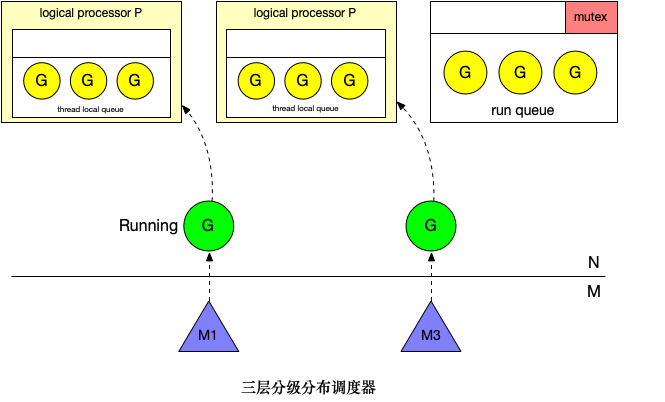 logical processor P
G G G
thread local queue
logical processor P
G G G
thread local queue
mutex
G G G
run queue
Running
G
G
N
M
M1
M3
三层分级分布调度器